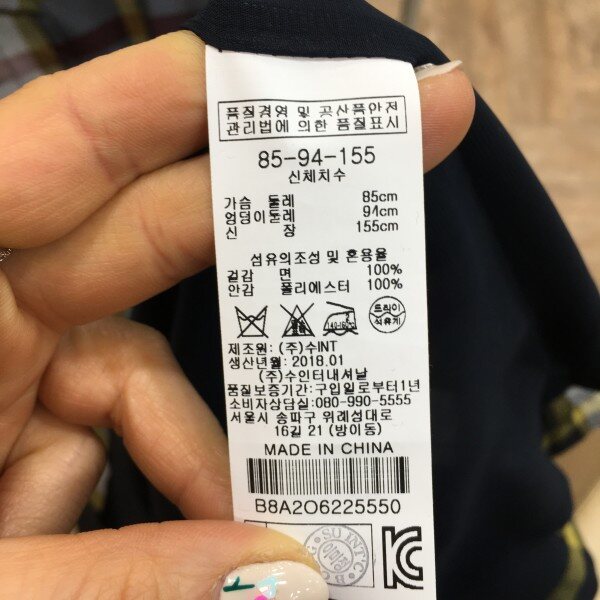 품질경영 및 공산품안전
관리법에 의한 품질표시
85-94-155
신체치수
가슴 둘레 85cm
엉덩이둘레 94cm
신 장 155cm
섬유의조성 및 혼용율
겉감 면 100%
안감 폴리에스터 100%
드라이
석유계
제조원: (주)수INT
생산년월: 2018.01
(주)수인터내셔날
품질보증기간: 구입일로부터1년
소비자상담실: 080-990-5555
서울시 송파구 위례성대로
16길 21 (방이동)
MADE IN CHINA
B8A2O6225550
SU INT'C
KC